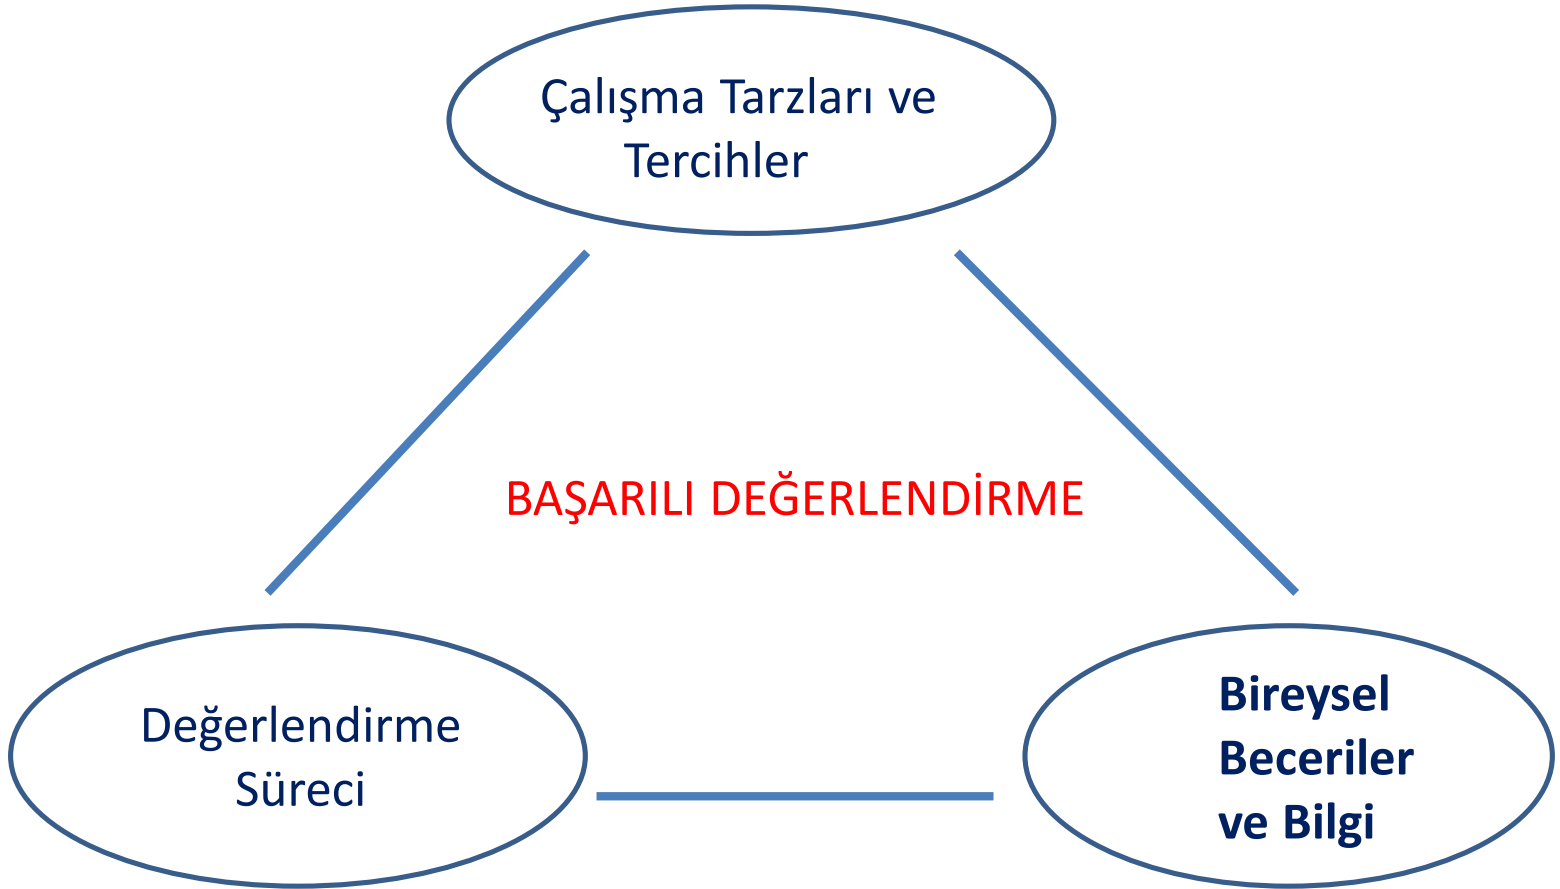 Çalışma Tarzları ve
Tercihler
BAŞARILI DEĞERLENDİRME
Değerlendirme
Süreci
Bireysel
Beceriler
ve Bilgi